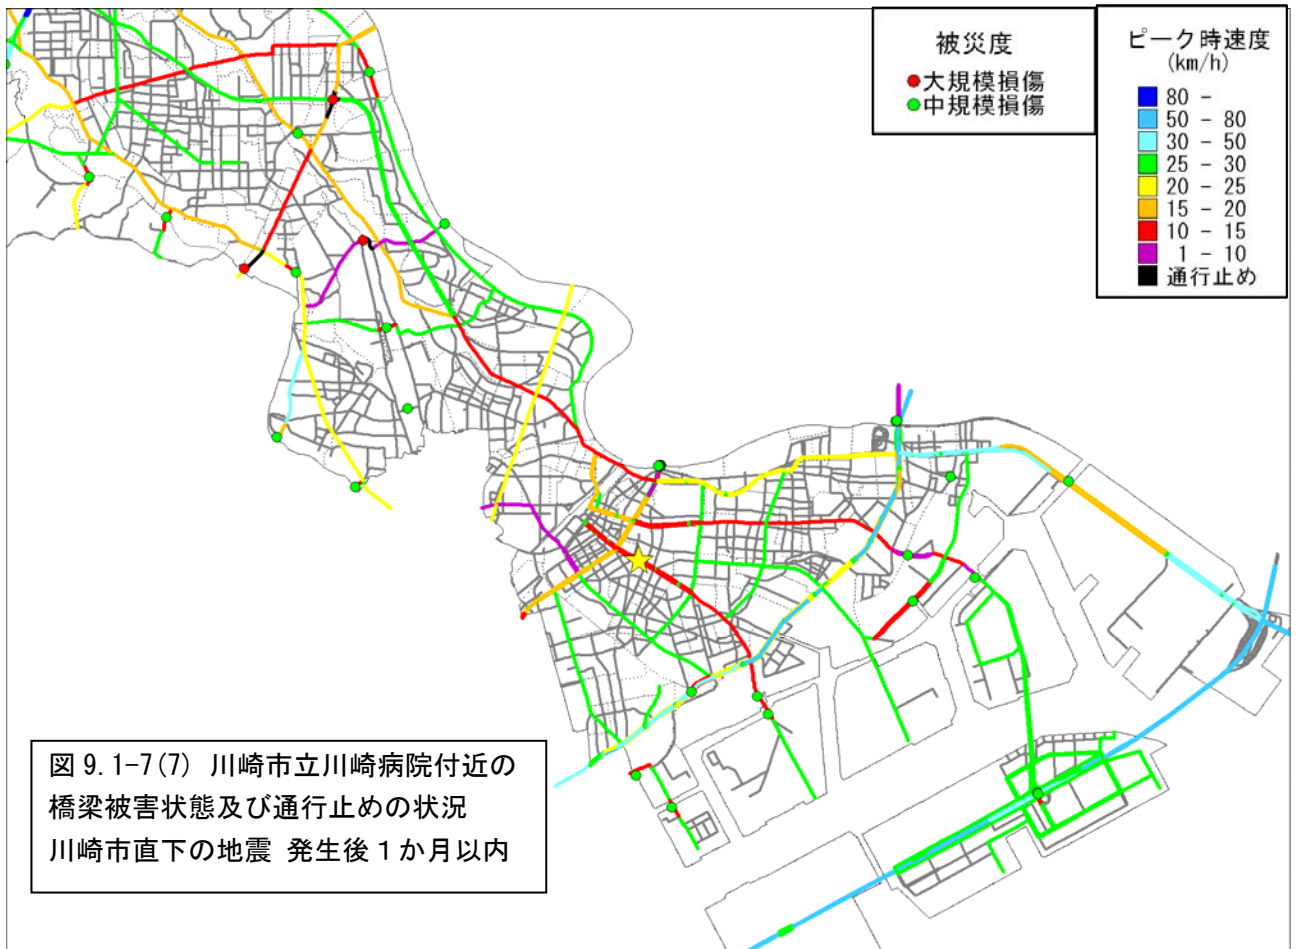 被災度
大規模損傷
中規模損傷
ピーク時速度
(km/h)
80 -
50 - 80
30 - 50
25 - 30
20 - 25
15 - 20
10 - 15
1 - 10
通行止め
図 9.1-7(7) 川崎市立川崎病院付近の
橋梁被害状態及び通行止めの状況
川崎市直下の地震 発生後 1 か月以内